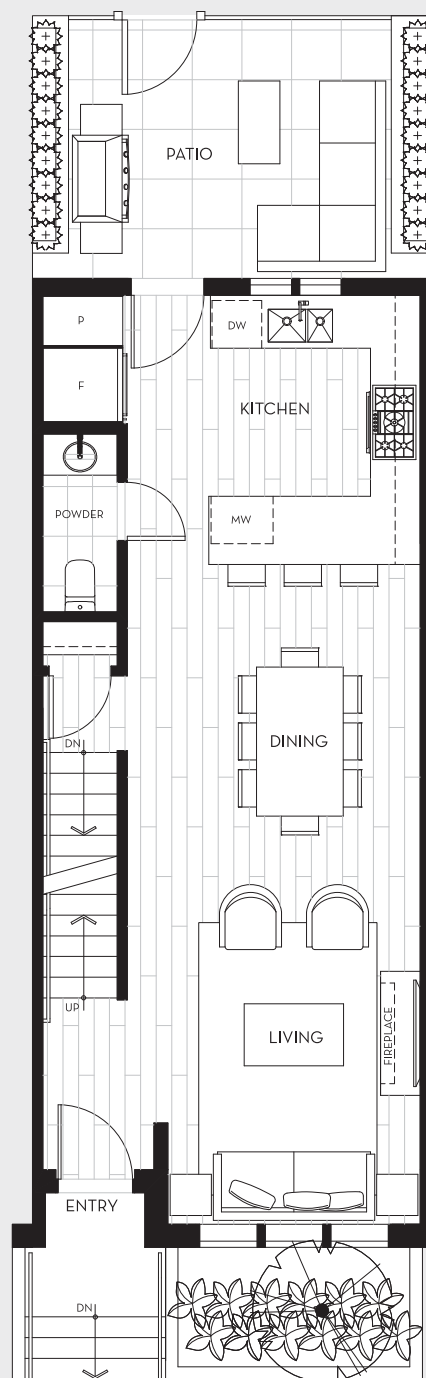 PATIO
P
DW
F
KITCHEN
POWDER
MW
DINING
DN
UP
LIVING
FIREPLACE
ENTRY
DN